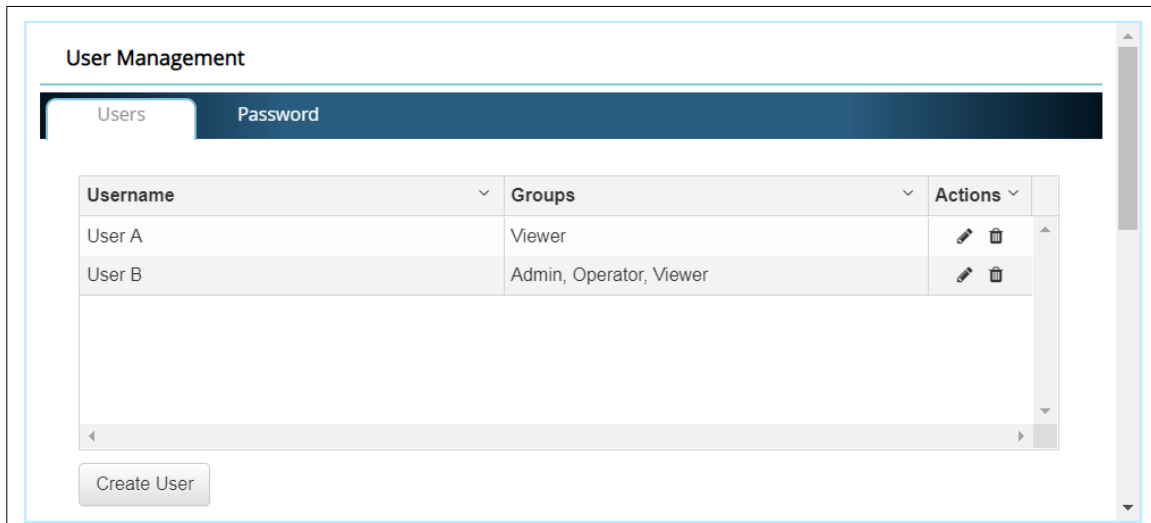 User Management
Users Password
Username Groups Actions
User A Viewer
User B Admin, Operator, Viewer
Create User